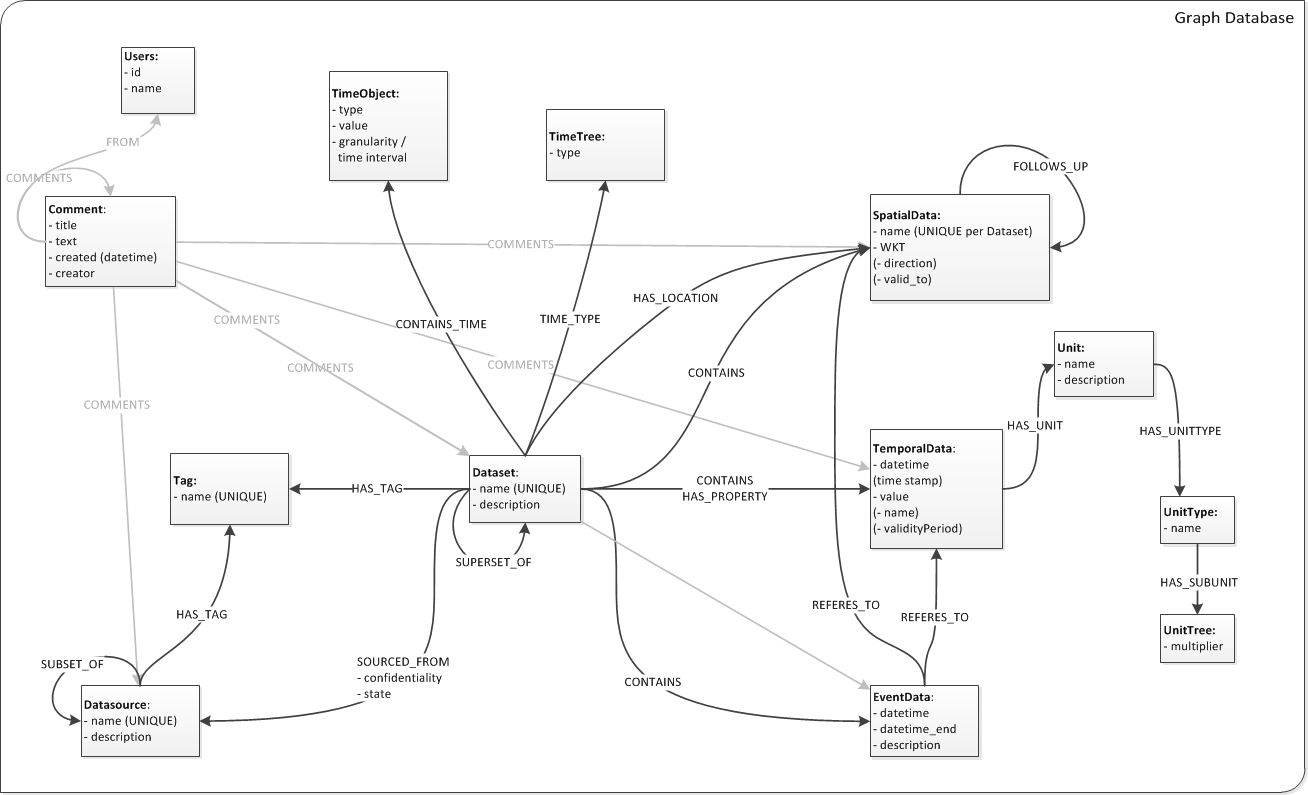 Graph Database
Users:
- id
- name
FROM
COMMENTS
Comment:
- title
- text
- created (datetime)
- creator
TimeObject:
- type
- value
- granularity /
time interval
TimeTree:
- type
FOLLOWS_UP
SpatialData:
- name (UNIQUE per Dataset)
- WKT
(- direction)
(- valid_to)
COMMENTS
HAS_LOCATION
CONTAINS_TIME
TIME_TYPE
COMMENTS
COMMENTS
COMMENTS
CONTAINS
COMMENTS
Unit:
- name
- description
HAS_UNIT
HAS_UNITTYPE
Tag:
- name (UNIQUE)
HAS_TAG
Dataset:
- name (UNIQUE)
- description
SUPERSET_OF
CONTAINS
HAS_PROPERTY
TemporalData:
- datetime
(time stamp)
- value
(- name)
(- validityPeriod)
UnitType:
- name
HAS_SUBUNIT
UnitTree:
- multiplier
HAS_TAG
REFERES_TO
REFERES_TO
SUBSET_OF
SOURCED_FROM
- confidentiality
- state
CONTAINS
Datasource:
- name (UNIQUE)
- description
EventData:
- datetime
- datetime_end
- description